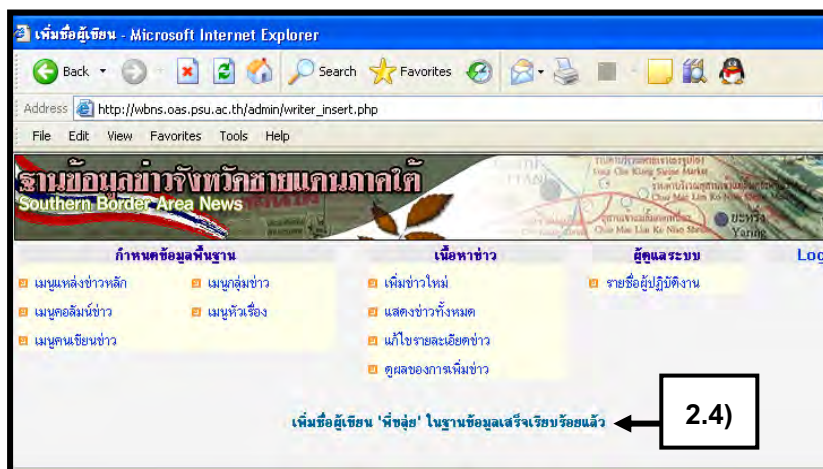 เพิ่มชื่อผู้เขียน - Microsoft Internet Explorer
Back Search Favorites
Address http://wbns.oas.psu.ac.th/admin/writer_insert.php
File Edit View Favorites Tools Help
ฐานข้อมูลข่าวจังหวัดชายแดนภาคใต้
Southern Border Area News
ยะหริ่ง
Yaring
กำหนดข้อมูลพื้นฐาน เนื้อหาข่าว ผู้ดูแลระบบ Log
เมนูแหล่งข่าวหลัก เมนูกลุ่มข่าว เพิ่มข่าวใหม่ รายชื่อผู้ปฏิบัติงาน
เมนูคอลัมน์ข่าว เมนูหัวเรื่อง แสดงข่าวทั้งหมด
เมนูคนเขียนข่าว แก้ไขรายละเอียดข่าว
ดูผลของการเพิ่มข่าว
เพิ่มชื่อผู้เขียน 'พี่ขลุ่ย' ในฐานข้อมูลเสร็จเรียบร้อยแล้ว 2.4)